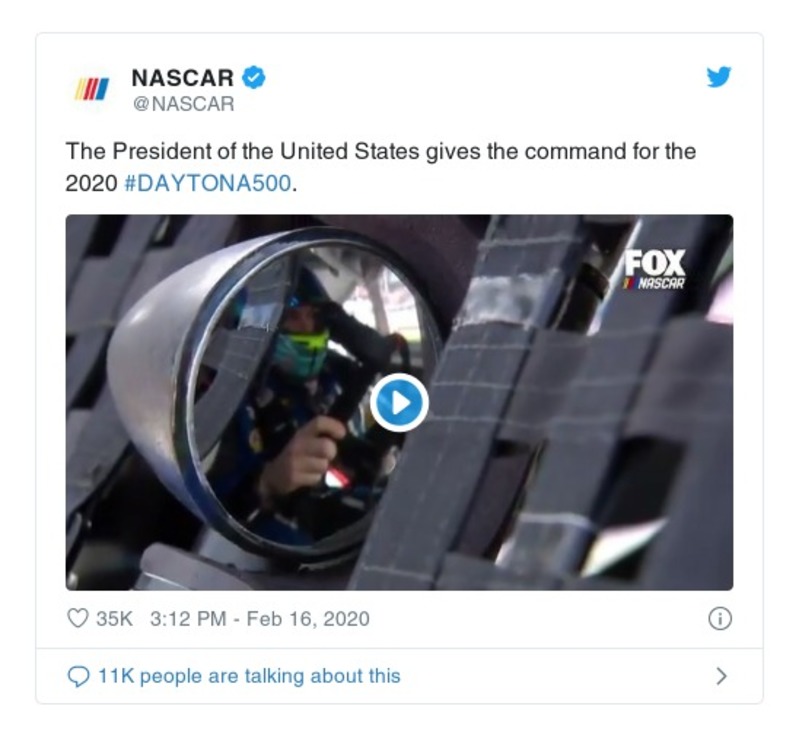 NASCAR
@NASCAR
The President of the United States gives the command for the
2020 #DAYTONA500.
FOX
NASCAR
35K 3:12 PM - Feb 16, 2020
11K people are talking about this